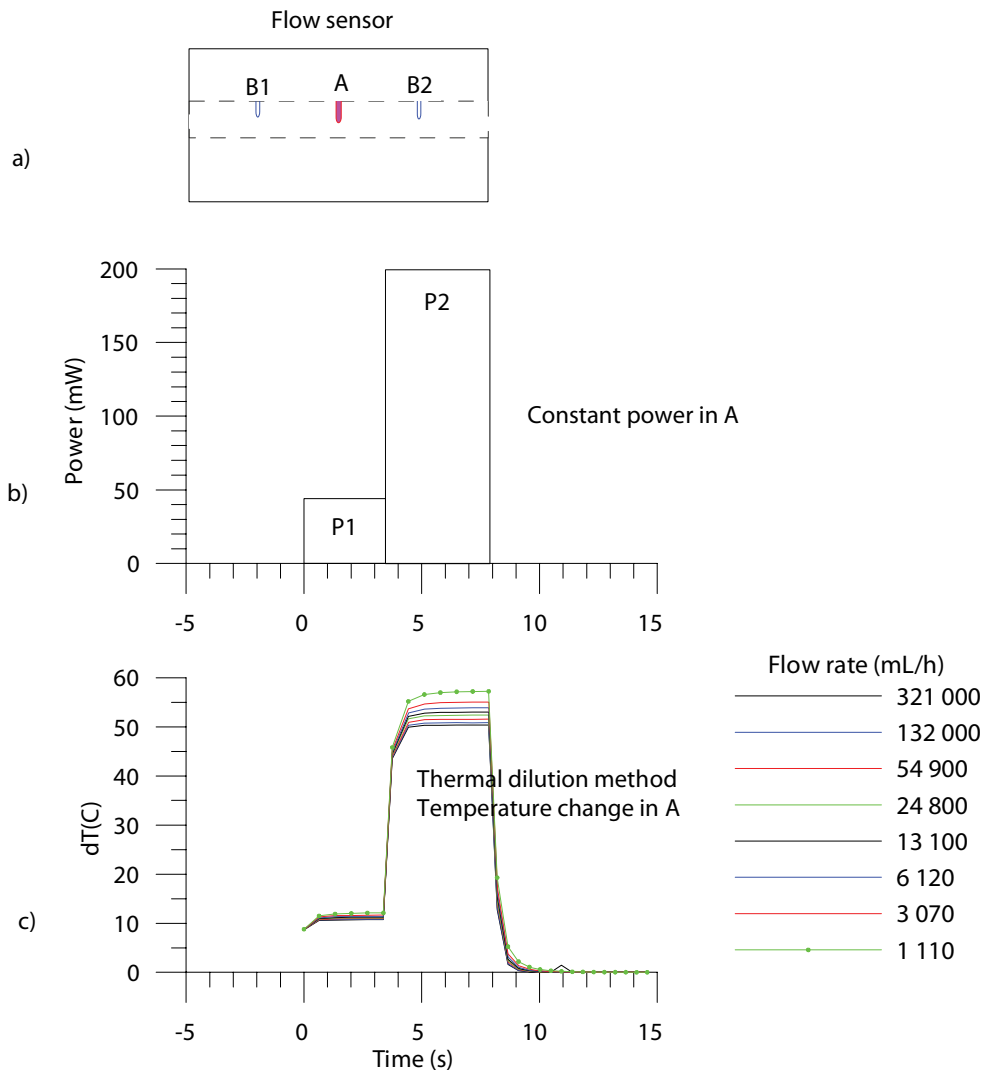 Flow sensor
B1 A B2
a)
200
150
100
50
0
Power (mW)
P2
P1
Constant power in A
b)
-5 0 5 10 15
Flow rate (mL/h)
321 000
132 000
54 900
24 800
13 100
6 120
3 070
1 110
60
50
40
30
20
10
0
dT(C)
Thermal dilution method
Temperature change in A
c)
-5 0 5 10 15
Time (s)